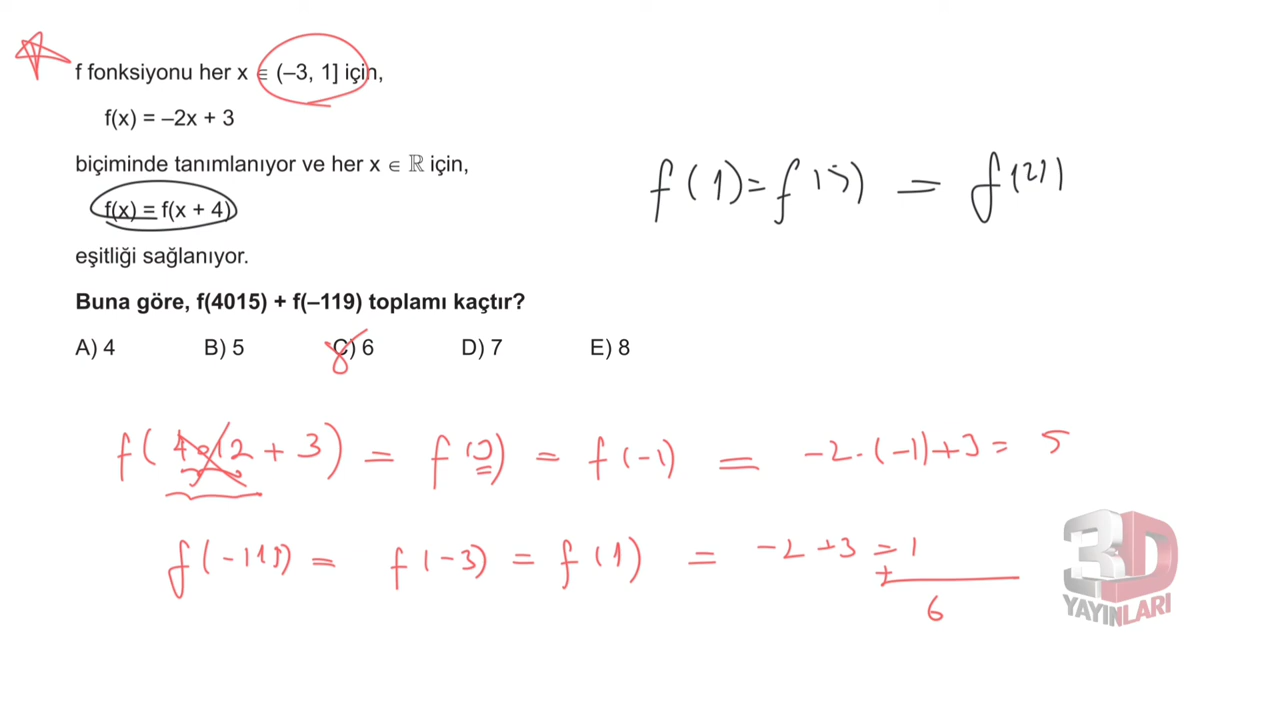 f fonksiyonu her x ∈ (–3, 1] için,
f(x) = –2x + 3
biçiminde tanımlanıyor ve her x ∈ ℝ için,
f(x) = f(x + 4)
eşitliği sağlanıyor.
Buna göre, f(4015) + f(–119) toplamı kaçtır?
A) 4 B) 5 C) 6 D) 7 E) 8
f(1) = f(5) = f(21)
f(4012 + 3) = f(3) = f(-1) = -2·(-1)+3 = 5
f(-119) = f(-3) = f(1) = -2+3 = 1
+
6
3D
YAYINLARI